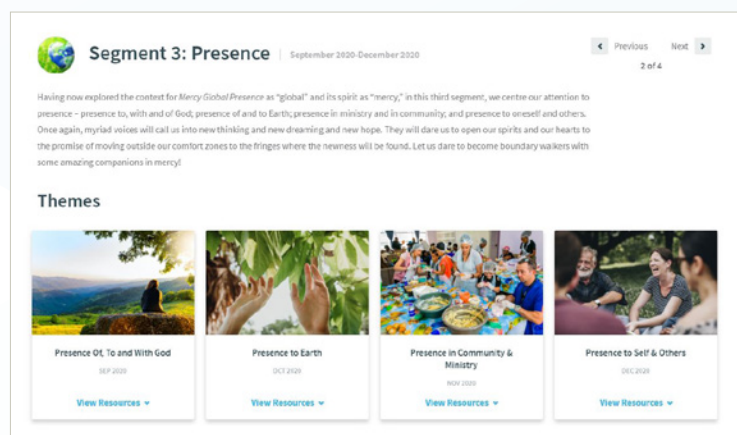 Segment 3: Presence
September 2020-December 2020
Previous Next
2 of 4
Having now explored the context for Mercy Global Presence as “global” and its spirit as “mercy,” in this third segment, we centre our attention to
presence – presence to, with and of God; presence of and to Earth; presence in ministry and in community; and presence to oneself and others.
Once again, myriad voices will call us into new thinking and new dreaming and new hope. They will dare us to open our spirits and our hearts to
the promise of moving outside our comfort zones to the fringes where the newness will be found. Let us dare to become boundary walkers with
some amazing companions in mercy!
Themes
Presence Of, To and With God
SEP 2020
View Resources
Presence to Earth
OCT 2020
View Resources
Presence in Community &
Ministry
NOV 2020
View Resources
Presence to Self & Others
DEC 2020
View Resources